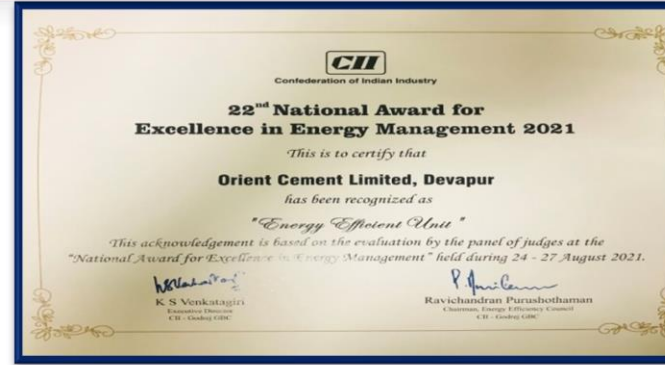 CII
Confederation of Indian Industry
22nd National Award for
Excellence in Energy Management 2021
This is to certify that
Orient Cement Limited, Devapur
has been recognized as
"Energy Efficient Unit"
This acknowledgement is based on the evaluation by the panel of judges at the
"National Award for Excellence in Energy Management" held during 24 - 27 August 2021.
K S Venkatagiri
Executive Director
CII - Godrej GBC
Ravichandran Purushothaman
Chairman, Energy Efficiency Council
CII - Godrej GBC